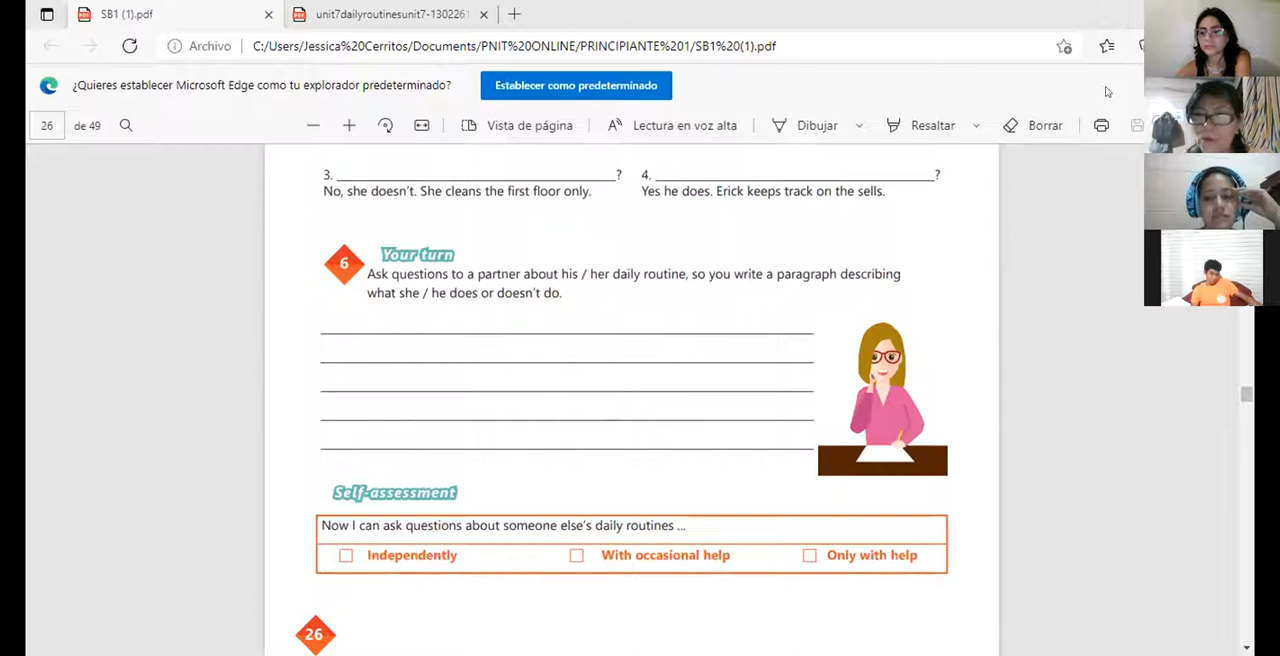 SB1 (1).pdf
unit7dailyroutinesunit7-130226
Archivo
C:/Users/Jessica%20Cerritos/Documents/PNIT%20ONLINE/PRINCIPIANTE%201/SB1%20(1).pdf
¿Quieres establecer Microsoft Edge como tu explorador predeterminado?
Establecer como predeterminado
26 de 49
Vista de página
Lectura en voz alta
Dibujar
Resaltar
Borrar
3. ?
4. ?
No, she doesn't. She cleans the first floor only.
Yes he does. Erick keeps track on the sells.
6
Your turn
Ask questions to a partner about his / her daily routine, so you write a paragraph describing
what she / he does or doesn't do.
Self-assessment
Now I can ask questions about someone else's daily routines ...
Independently
With occasional help
Only with help
26